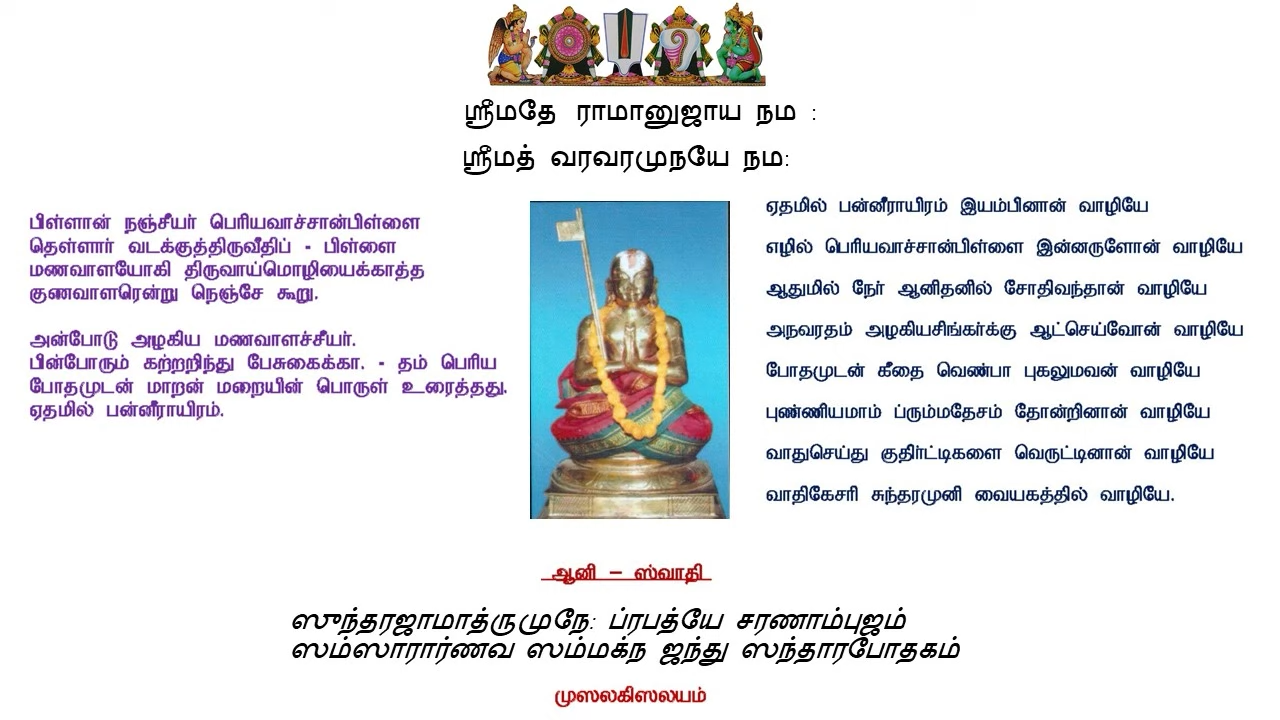 ஸ்ரீமதே ராமானுஜாய நம :
ஸ்ரீமத் வரவரமுநயே நம:
பிள்ளான் நஞ்சீயர் பெரியவாச்சான்பிள்ளை
தெள்ளார் வடக்குத்திருவீதிப் - பிள்ளை
மணவாளயோகி திருவாய்மொழியைக்காத்த
குணவாளரென்று நெஞ்சே கூறு.
அன்போடு அழகிய மணவாளச்சீயர்.
பின்போரும் கற்றறிந்து பேசுகைக்கா. - தம் பெரிய
போதமுடன் மாறன் மறையின் பொருள் உரைத்தது.
ஏதமில் பன்னீராயிரம்.
ஏதமில் பன்னீராயிரம் இயம்பினான் வாழியே
எழில் பெரியவாச்சான்பிள்ளை இன்னருளோன் வாழியே
ஆதுமில் நேர் ஆனிதனில் சோதிவந்தான் வாழியே
அநவரதம் அழகியசிங்கர்க்கு ஆட்செய்வோன் வாழியே
போதமுடன் கீதை வெண்பா புகலுமவன் வாழியே
புண்ணியமாம் ப்ரும்மதேசம் தோன்றினான் வாழியே
வாதுசெய்து குதிர்ட்டிகளை வெருட்டினான் வாழியே
வாதிகேசரி சுந்தரமுனி வையகத்தில் வாழியே.
ஆனி – ஸ்வாதி
ஸுந்தரஜாமாத்ருமுநே: ப்ரபத்யே சரணாம்புஜம்
ஸம்ஸாரார்ணவ ஸம்மக்ந ஜந்து ஸந்தாரபோதகம்
முஸலகிஸலயம்